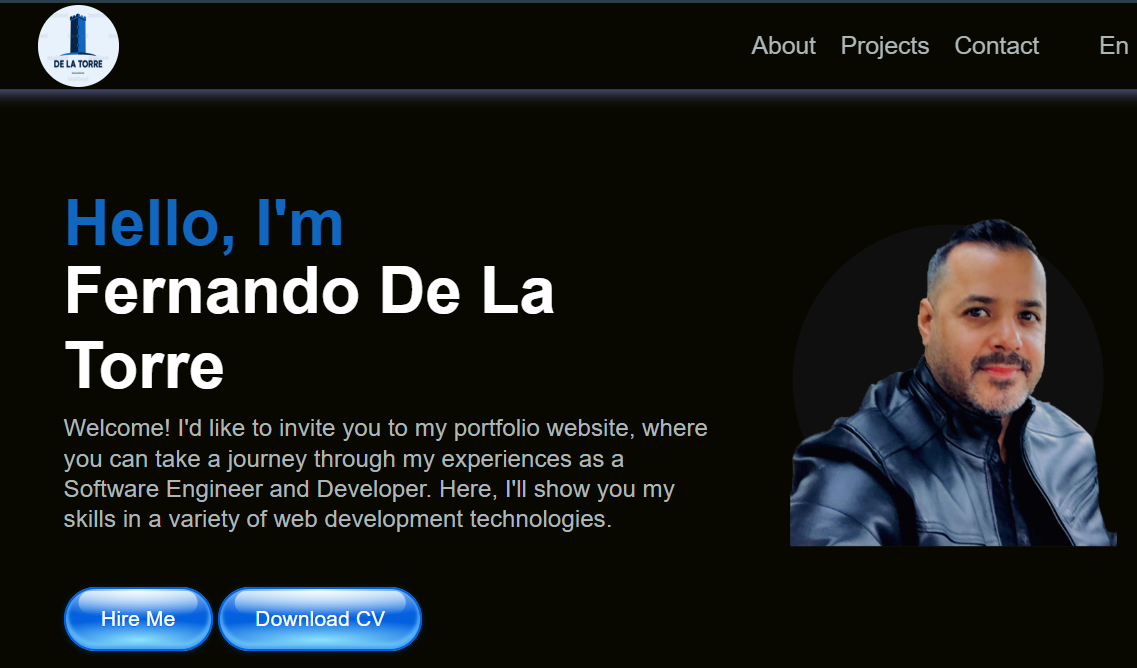 DE LA TORRE
About Projects Contact En
Hello, I'm
Fernando De La
Torre
Welcome! I'd like to invite you to my portfolio website, where
you can take a journey through my experiences as a
Software Engineer and Developer. Here, I'll show you my
skills in a variety of web development technologies.
Hire Me Download CV